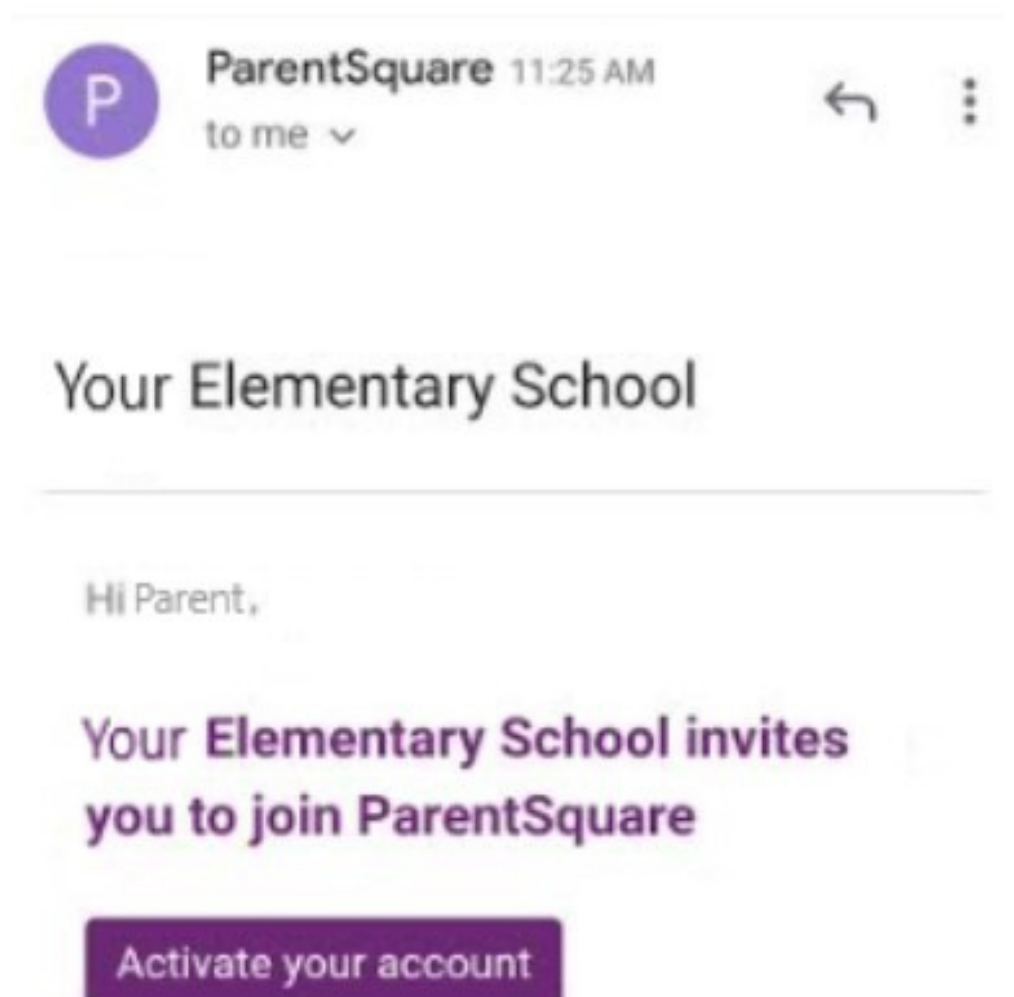 P
ParentSquare 11:25 AM
to me
Your Elementary School
Hi Parent,
Your Elementary School invites
you to join ParentSquare
Activate your account